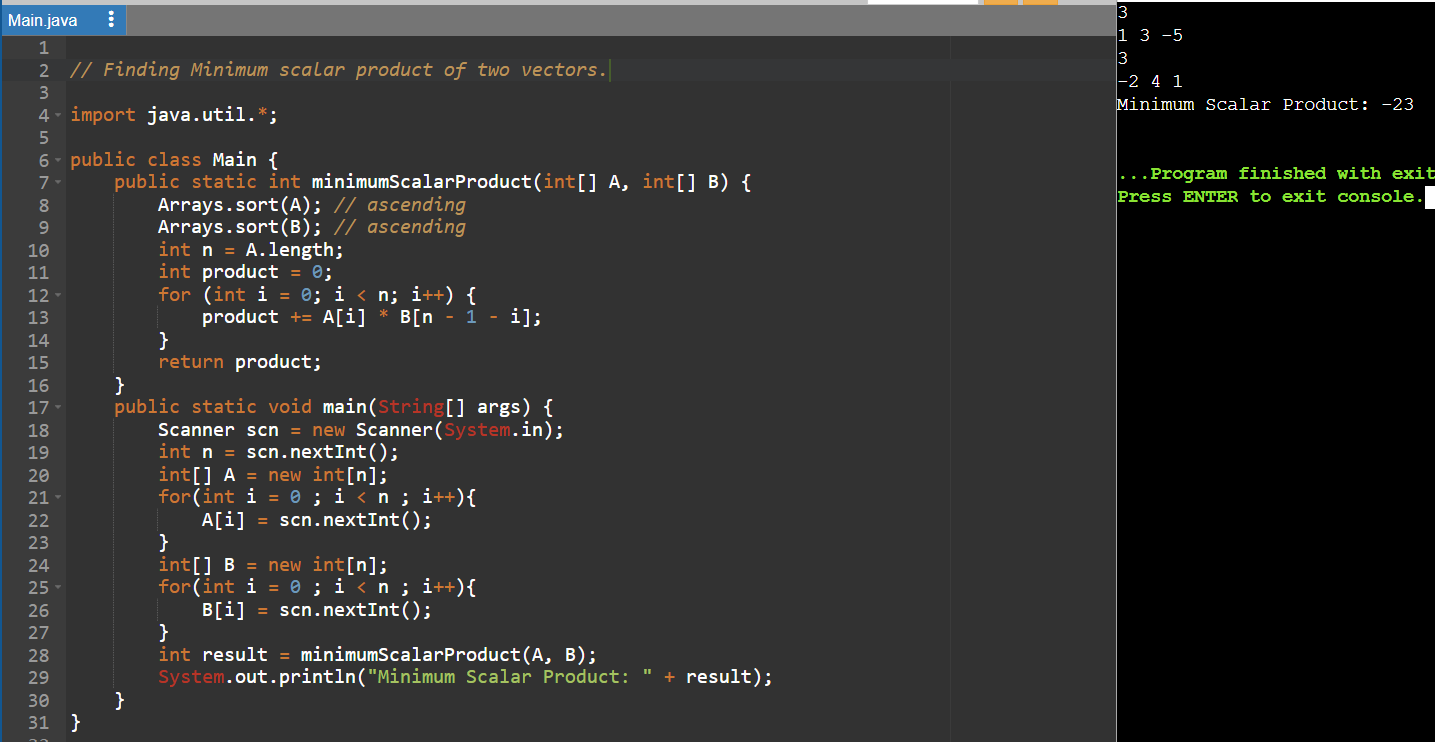 Main.java
1
2 // Finding Minimum scalar product of two vectors.
3
4 import java.util.*;
5
6 public class Main {
7     public static int minimumScalarProduct(int[] A, int[] B) {
8         Arrays.sort(A); // ascending
9         Arrays.sort(B); // ascending
10         int n = A.length;
11         int product = 0;
12         for (int i = 0; i < n; i++) {
13             product += A[i] * B[n - 1 - i];
14         }
15         return product;
16     }
17     public static void main(String[] args) {
18         Scanner scn = new Scanner(System.in);
19         int n = scn.nextInt();
20         int[] A = new int[n];
21         for(int i = 0 ; i < n ; i++){
22             A[i] = scn.nextInt();
23         }
24         int[] B = new int[n];
25         for(int i = 0 ; i < n ; i++){
26             B[i] = scn.nextInt();
27         }
28         int result = minimumScalarProduct(A, B);
29         System.out.println("Minimum Scalar Product: " + result);
30     }
31 }
3
1 3 -5
3
-2 4 1
Minimum Scalar Product: -23
...Program finished with exit
Press ENTER to exit console.